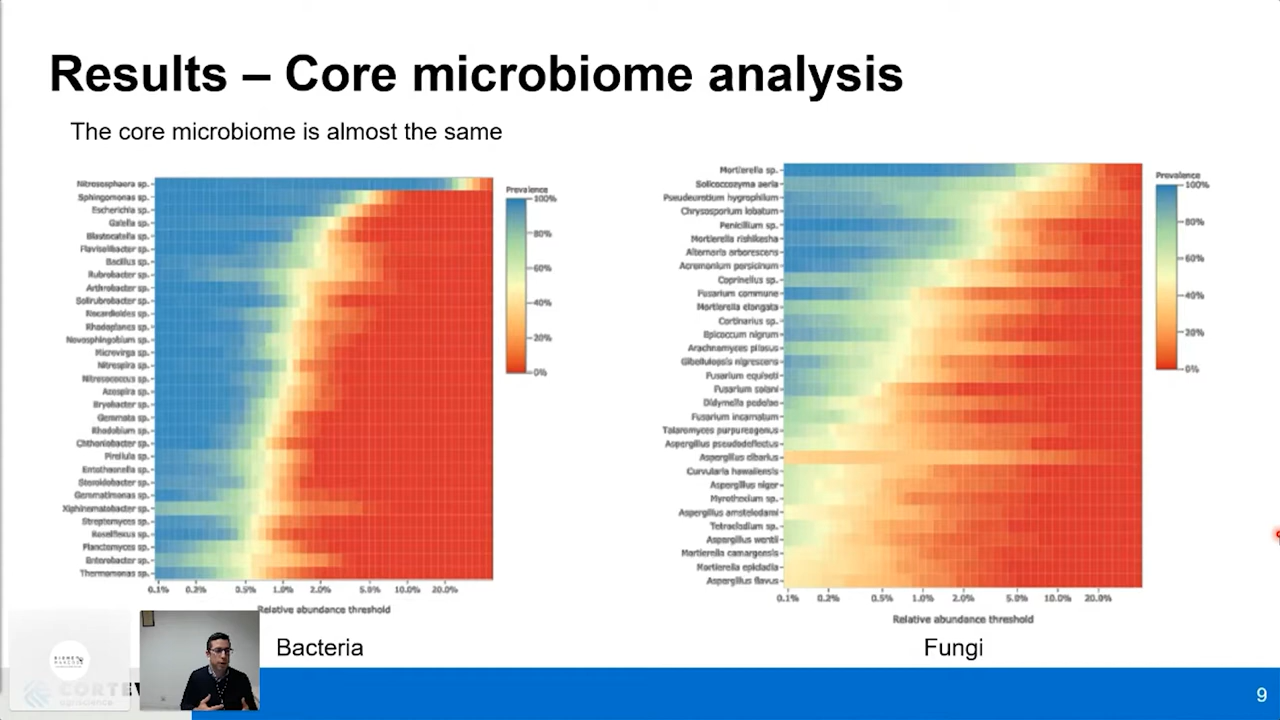 Results – Core microbiome analysis
The core microbiome is almost the same
Nitrososphaera sp.
Sphingomonas sp.
Escherichia sp.
Gaiella sp.
Blastocatella sp.
Flavisolibacter sp.
Bacillus sp.
Rubrobacter sp.
Arthrobacter sp.
Solirubrobacter sp.
Nocardioides sp.
Rhodoplanes sp.
Novosphingobium sp.
Microvirga sp.
Nitrospira sp.
Nitrosococcus sp.
Azospira sp.
Bryobacter sp.
Gemmata sp.
Rhodobium sp.
Chthoniobacter sp.
Pirellula sp.
Entotheonella sp.
Steroidobacter sp.
Gemmatimonas sp.
Xiphinematobacter sp.
Streptomyces sp.
Roseiflexus sp.
Planctomyces sp.
Enterobacter sp.
Thermomonas sp.
0.1% 0.2% 0.5% 1.0% 2.0% 5.0% 10.0% 20.0%
Relative abundance threshold
Prevalence
100%
80%
60%
40%
20%
0%
Bacteria
Mortierella sp.
Solicoccozyma aeria
Pseudeurotium hygrophilum
Chrysosporium lobatum
Penicillium sp.
Mortierella rishikesha
Alternaria arborescens
Acremonium persicinum
Coprinellus sp.
Fusarium commune
Mortierella elongata
Cortinarius sp.
Epicoccum nigrum
Arachnomyces pilosus
Gibellulopsis nigrescens
Fusarium equiseti
Fusarium solani
Didymella pedeiae
Fusarium incarnatum
Talaromyces purpureogenus
Aspergillus pseudodeflectus
Aspergillus cibarius
Curvularia hawaiiensis
Aspergillus niger
Myrothecium sp.
Aspergillus amstelodami
Tetracladium sp.
Aspergillus wentii
Mortierella camargensis
Mortierella epicladia
Aspergillus flavus
0.1% 0.2% 0.5% 1.0% 2.0% 5.0% 10.0% 20.0%
Relative abundance threshold
Prevalence
100%
80%
60%
40%
20%
0%
Fungi
CORTEV
agriscience
9